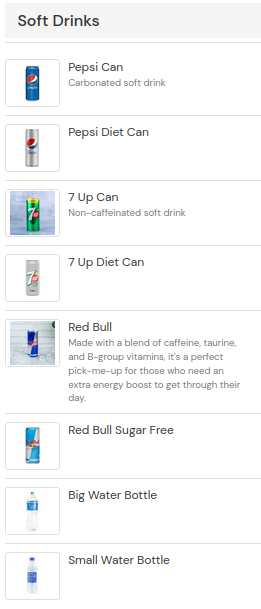 Soft Drinks
Pepsi Can
Carbonated soft drink
Pepsi Diet Can
7 Up Can
Non-caffeinated soft drink
7 Up Diet Can
Red Bull
Made with a blend of caffeine, taurine,
and B-group vitamins, it's a perfect
pick-me-up for those who need an
extra energy boost to get through their
day.
Red Bull Sugar Free
Big Water Bottle
Small Water Bottle